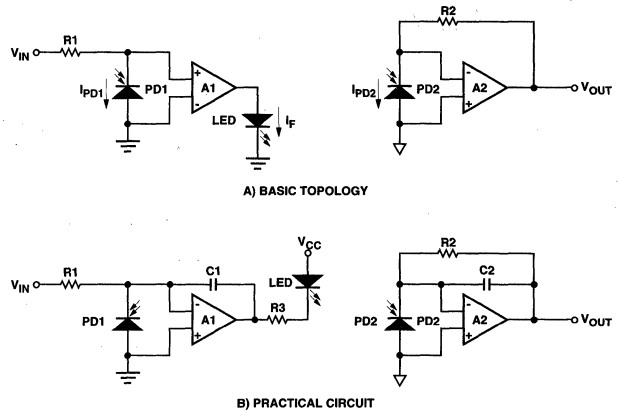 R1
R2
VIN
+
-
IPD1
PD1
A1
LED
IF
-
+
IPD2
PD2
A2
VOUT
A) BASIC TOPOLOGY
VCC
R1
C1
LED
R2
C2
VIN
-
+
PD1
A1
R3
-
+
PD2
PD2
A2
VOUT
B) PRACTICAL CIRCUIT